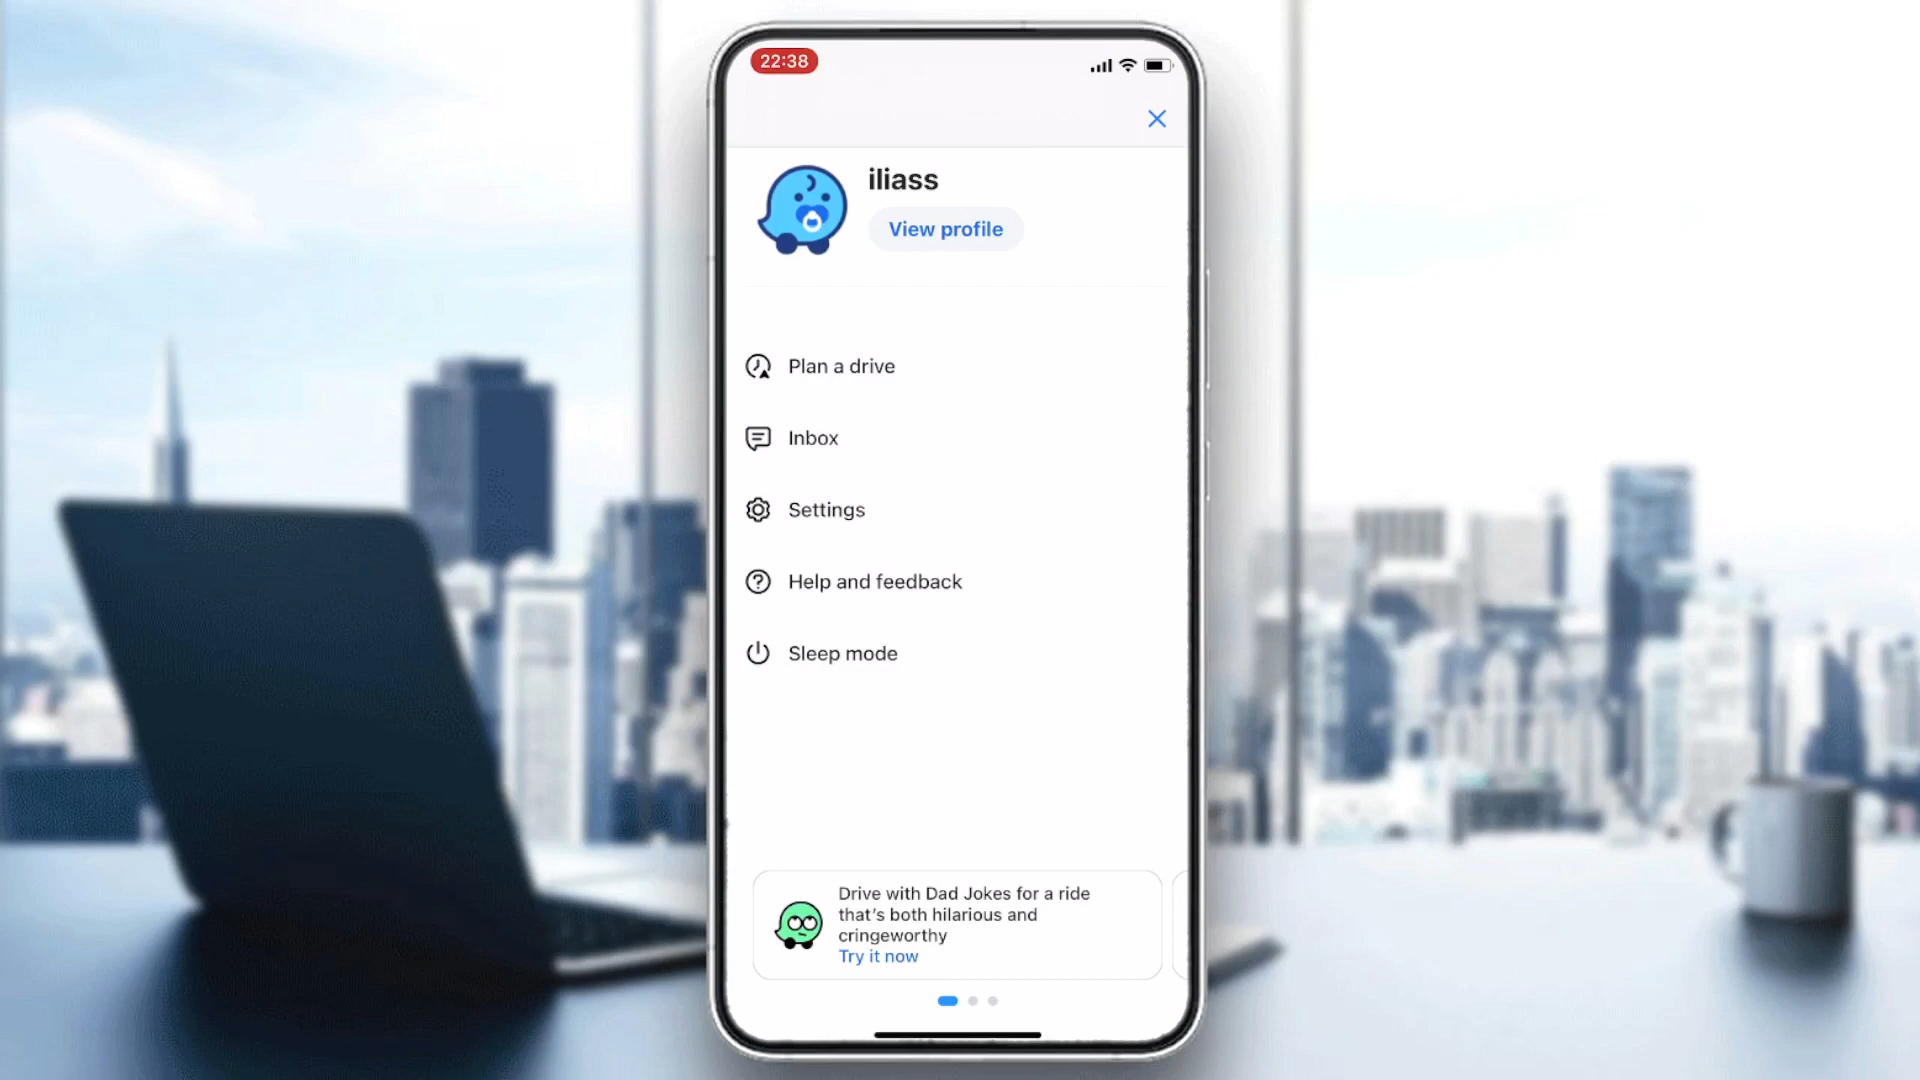 22:38
iliass
View profile
Plan a drive
Inbox
Settings
Help and feedback
Sleep mode
Drive with Dad Jokes for a ride
that's both hilarious and
cringeworthy
Try it now